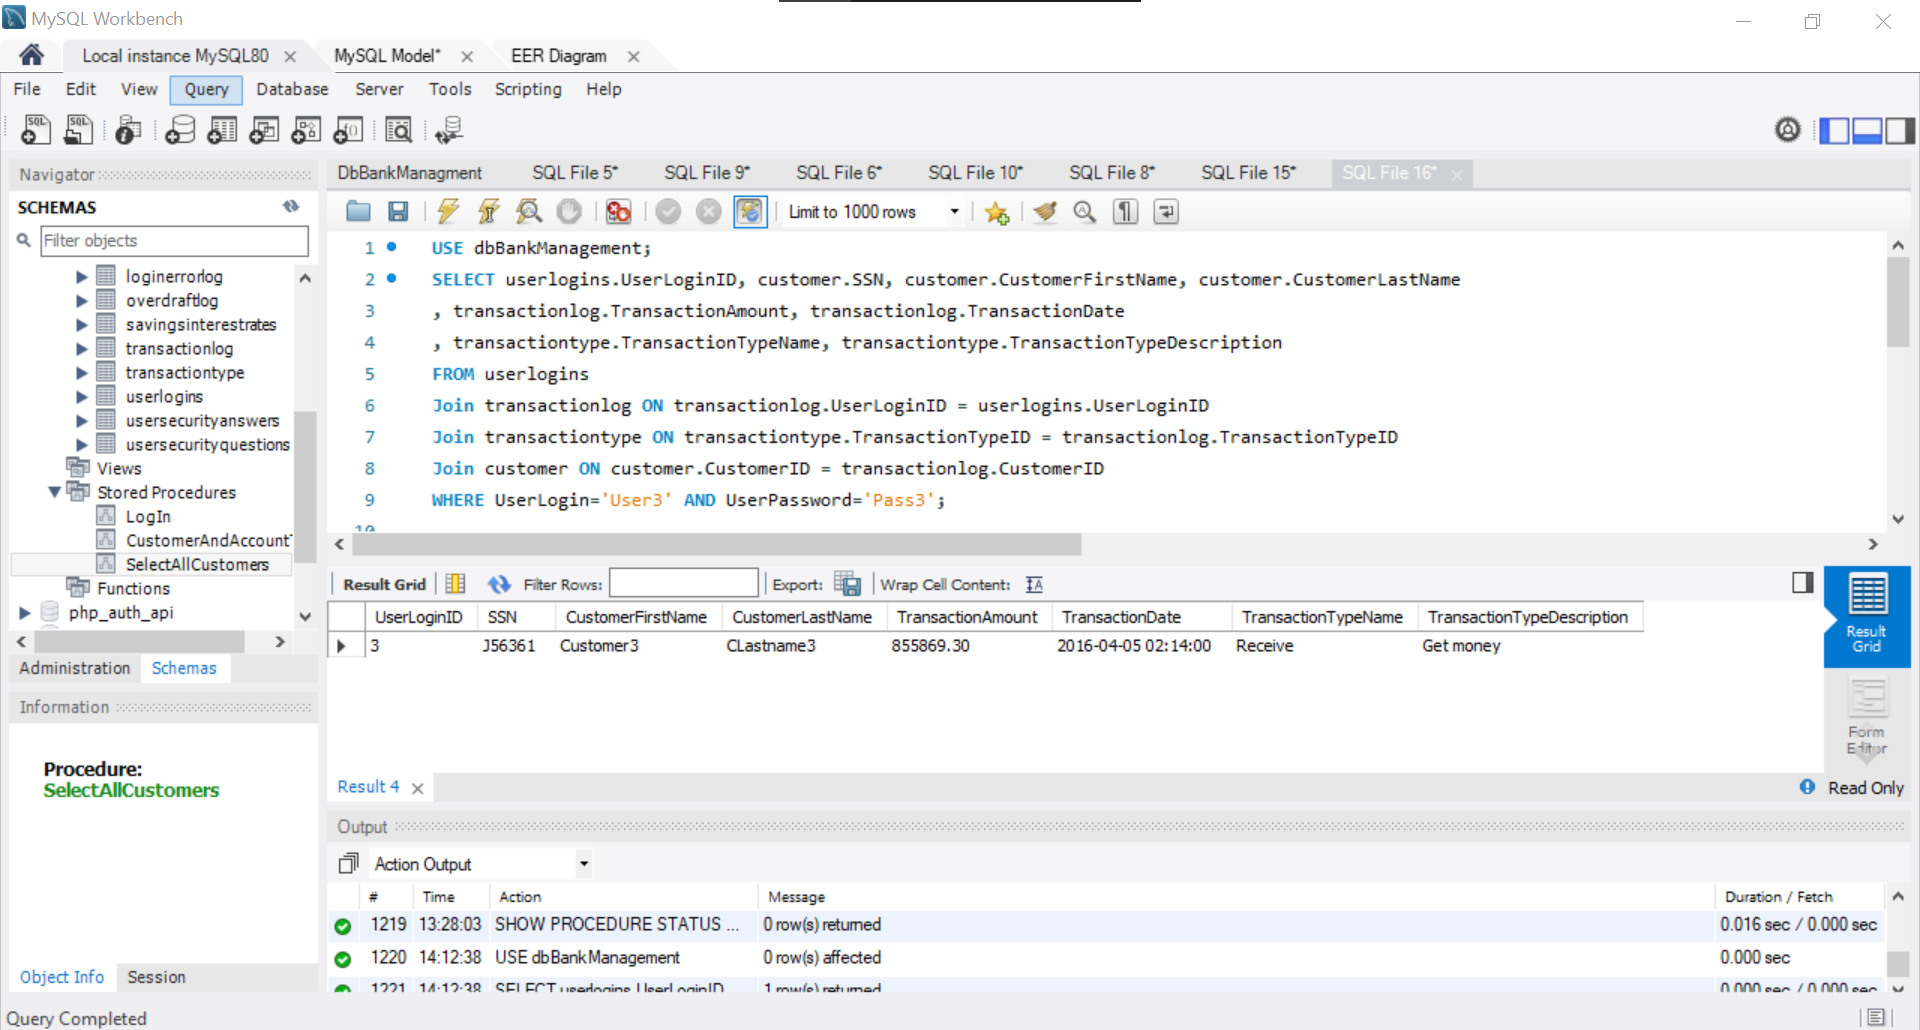 MySQL Workbench
Local instance MySQL80
MySQL Model*
EER Diagram
File Edit View Query Database Server Tools Scripting Help
Navigator
SCHEMAS
Filter objects
loginerrorlog
overdraftlog
savingsinterestrates
transactionlog
transactiontype
userlogins
usersecurityanswers
usersecurityquestions
Views
Stored Procedures
LogIn
CustomerAndAccount
SelectAllCustomers
Functions
php_auth_api
Administration Schemas
Information
Procedure:
SelectAllCustomers
Object Info Session
DbBankManagment SQL File 5* SQL File 9* SQL File 6* SQL File 10* SQL File 8* SQL File 15* SQL File 16*
Limit to 1000 rows
1 USE dbBankManagement;
2 SELECT userlogins.UserLoginID, customer.SSN, customer.CustomerFirstName, customer.CustomerLastName
3 , transactionlog.TransactionAmount, transactionlog.TransactionDate
4 , transactiontype.TransactionTypeName, transactiontype.TransactionTypeDescription
5 FROM userlogins
6 Join transactionlog ON transactionlog.UserLoginID = userlogins.UserLoginID
7 Join transactiontype ON transactiontype.TransactionTypeID = transactionlog.TransactionTypeID
8 Join customer ON customer.CustomerID = transactionlog.CustomerID
9 WHERE UserLogin='User3' AND UserPassword='Pass3';
10
Result Grid Filter Rows: Export: Wrap Cell Content:
UserLoginID SSN CustomerFirstName CustomerLastName TransactionAmount TransactionDate TransactionTypeName TransactionTypeDescription
3 J56361 Customer3 CLastname3 855869.30 2016-04-05 02:14:00 Receive Get money
Result
Grid
Form
Editor
Result 4
Read Only
Output
Action Output
# Time Action Message Duration / Fetch
1219 13:28:03 SHOW PROCEDURE STATUS ... 0 row(s) returned 0.016 sec / 0.000 sec
1220 14:12:38 USE dbBankManagement 0 row(s) affected 0.000 sec
1221 14:12:38 SELECT userlogins.UserLoginID 1 row(s) returned 0.000 sec / 0.000 sec
Query Completed